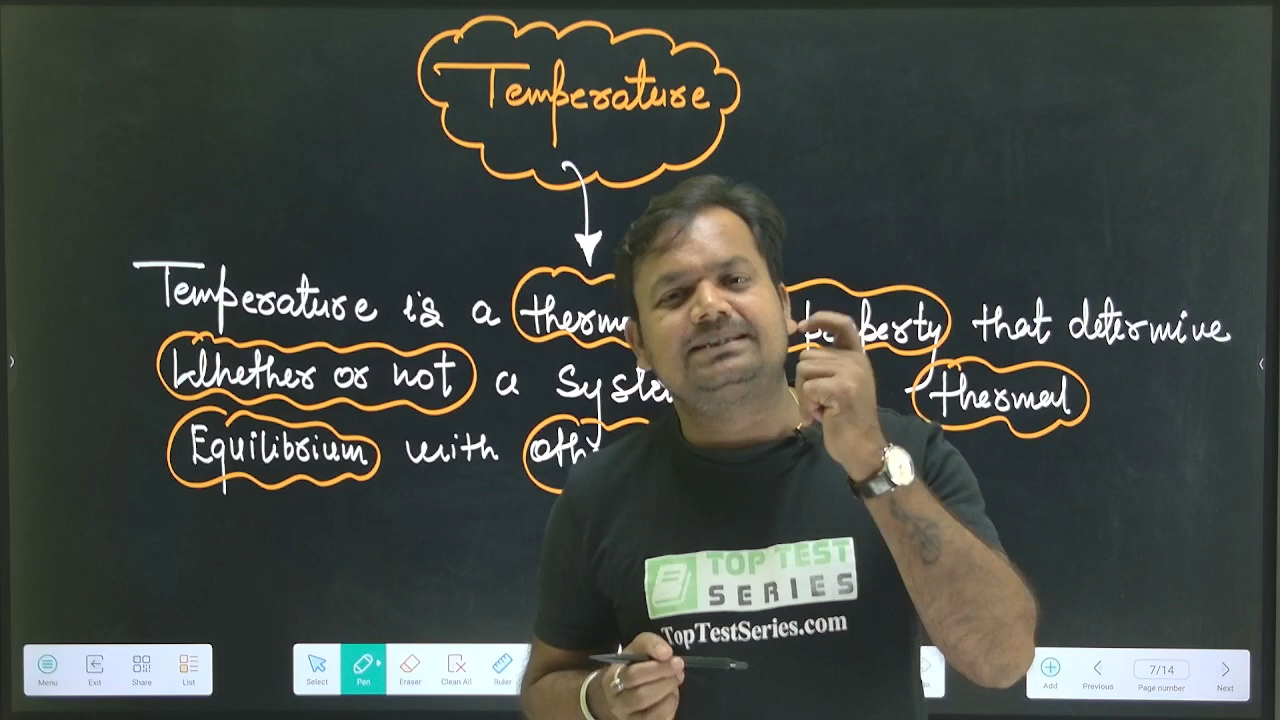 Temperature
Temperature is a therm property that determine
Whether or not a Syst thermal
Equilibrium with oth
TOP TEST
SERIES
TopTestSeries.com
Menu Exit Share List Select Pen Eraser Clean All Ruler Add Previous 7/14 Page number Next